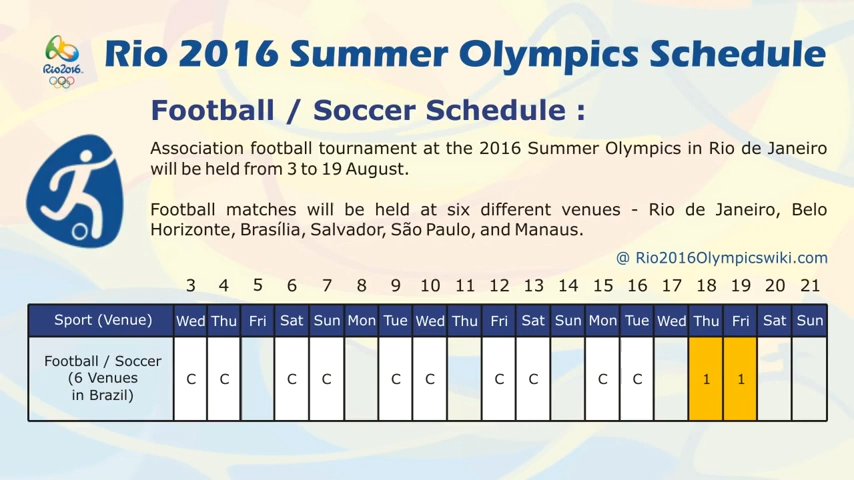 Rio2016
Rio 2016 Summer Olympics Schedule
Football / Soccer Schedule :
Association football tournament at the 2016 Summer Olympics in Rio de Janeiro
will be held from 3 to 19 August.
Football matches will be held at six different venues - Rio de Janeiro, Belo
Horizonte, Brasília, Salvador, São Paulo, and Manaus.
@ Rio2016Olympicswiki.com
3 4 5 6 7 8 9 10 11 12 13 14 15 16 17 18 19 20 21
Sport (Venue) Wed Thu Fri Sat Sun Mon Tue Wed Thu Fri Sat Sun Mon Tue Wed Thu Fri Sat Sun
Football / Soccer
(6 Venues C C C C C C C C C C 1 1
in Brazil)